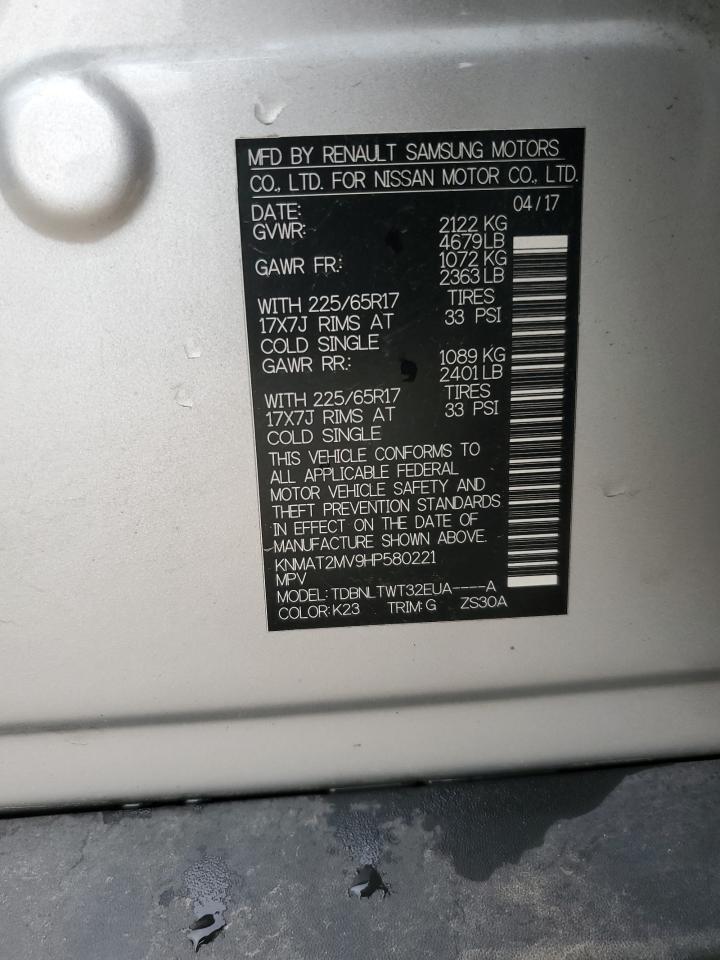 MFD BY RENAULT SAMSUNG MOTORS
CO., LTD. FOR NISSAN MOTOR CO., LTD.
DATE: 04/17
GVWR: 2122 KG
4679 LB
GAWR FR.: 1072 KG
2363 LB
WITH 225/65R17 TIRES
17X7J RIMS AT 33 PSI
COLD SINGLE
GAWR RR.: 1089 KG
2401 LB
WITH 225/65R17 TIRES
17X7J RIMS AT 33 PSI
COLD SINGLE
THIS VEHICLE CONFORMS TO
ALL APPLICABLE FEDERAL
MOTOR VEHICLE SAFETY AND
THEFT PREVENTION STANDARDS
IN EFFECT ON THE DATE OF
MANUFACTURE SHOWN ABOVE.
KNMAT2MV9HP580221
MPV
MODEL: TDBNLTWT32EUA----A
COLOR: K23 TRIM: G ZS30A